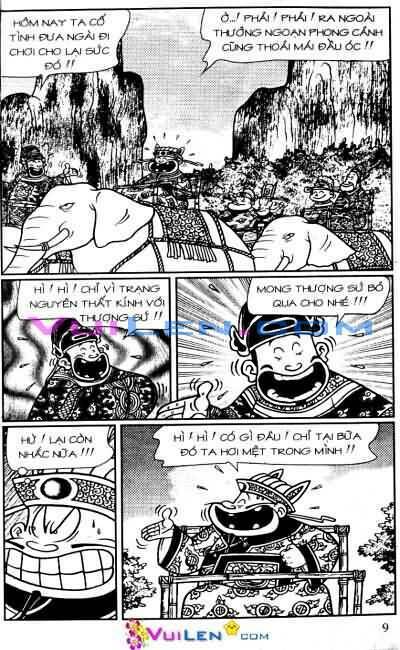 HÔM NAY TA CỐ
TÌNH ĐƯA NGÀI ĐI
CHƠI CHO LẠI SỨC
ĐÓ !!
Ờ..! PHẢI ! PHẢI ! RA NGOÀI
THƯỞNG NGOẠN PHONG CẢNH
CŨNG THOẢI MÁI ĐẦU ÓC !!
HÌ ! HÌ ! CHỈ VÌ TRẠNG
NGUYÊN THẤT KÍNH VỚI
THƯỢNG SỨ !!
MONG THƯỢNG SỨ BỎ
QUA CHO NHÉ !!!
VUILEN.COM
HỨ ! LẠI CÒN
NHẮC NỮA !!!
HÌ ! HÌ ! CÓ GÌ ĐÂU ! CHỈ TẠI BỮA
ĐÓ TA HƠI MỆT TRONG MÌNH !!
9
VUILEN.COM